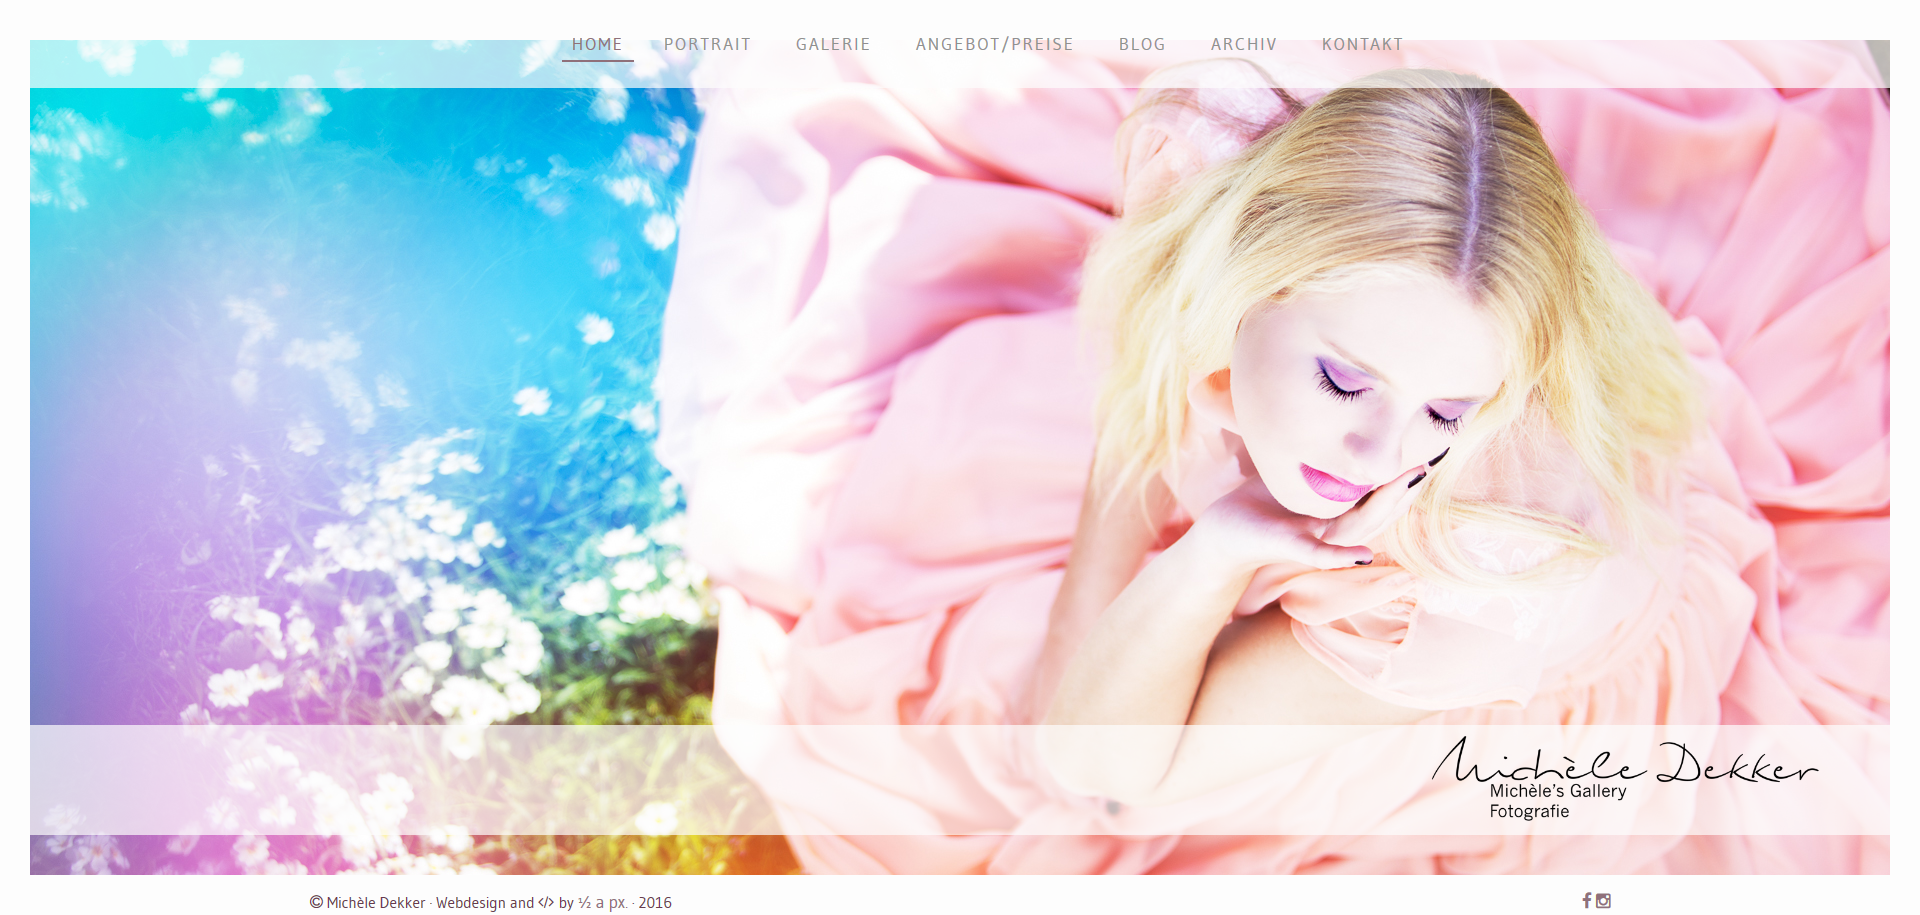 HOME PORTRAIT GALERIE ANGEBOT/PREISE BLOG ARCHIV KONTAKT
Michèle Dekker
Michèle's Gallery
Fotografie
© Michèle Dekker · Webdesign and </> by ½ a px. · 2016